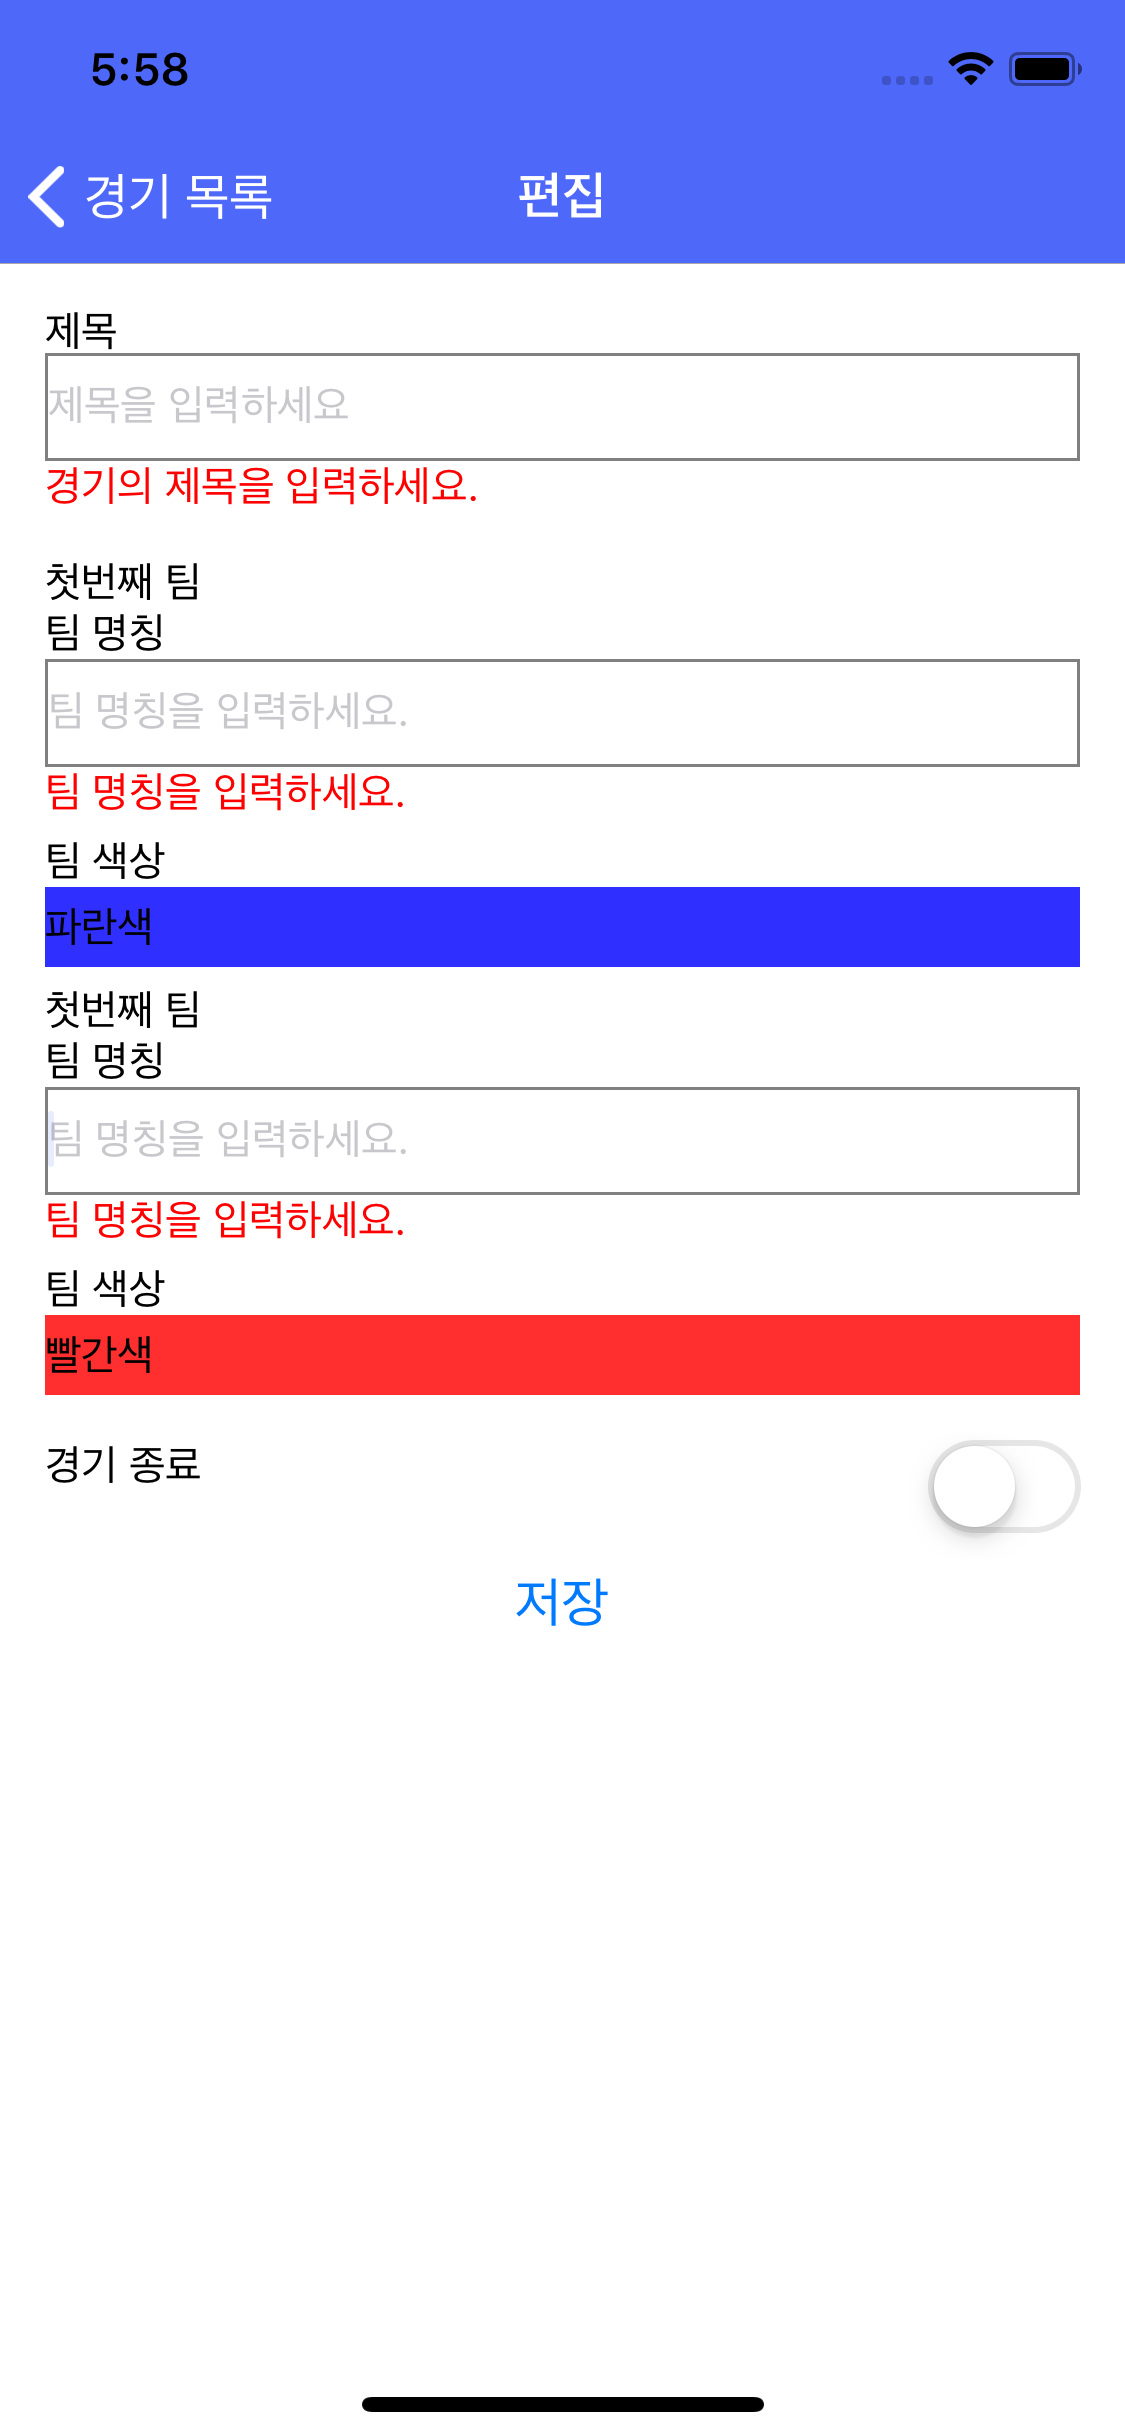 5:58
경기 목록
편집
제목
제목을 입력하세요
경기의 제목을 입력하세요.
첫번째 팀
팀 명칭
팀 명칭을 입력하세요.
팀 명칭을 입력하세요.
팀 색상
파란색
첫번째 팀
팀 명칭
팀 명칭을 입력하세요.
팀 명칭을 입력하세요.
팀 색상
빨간색
경기 종료
저장